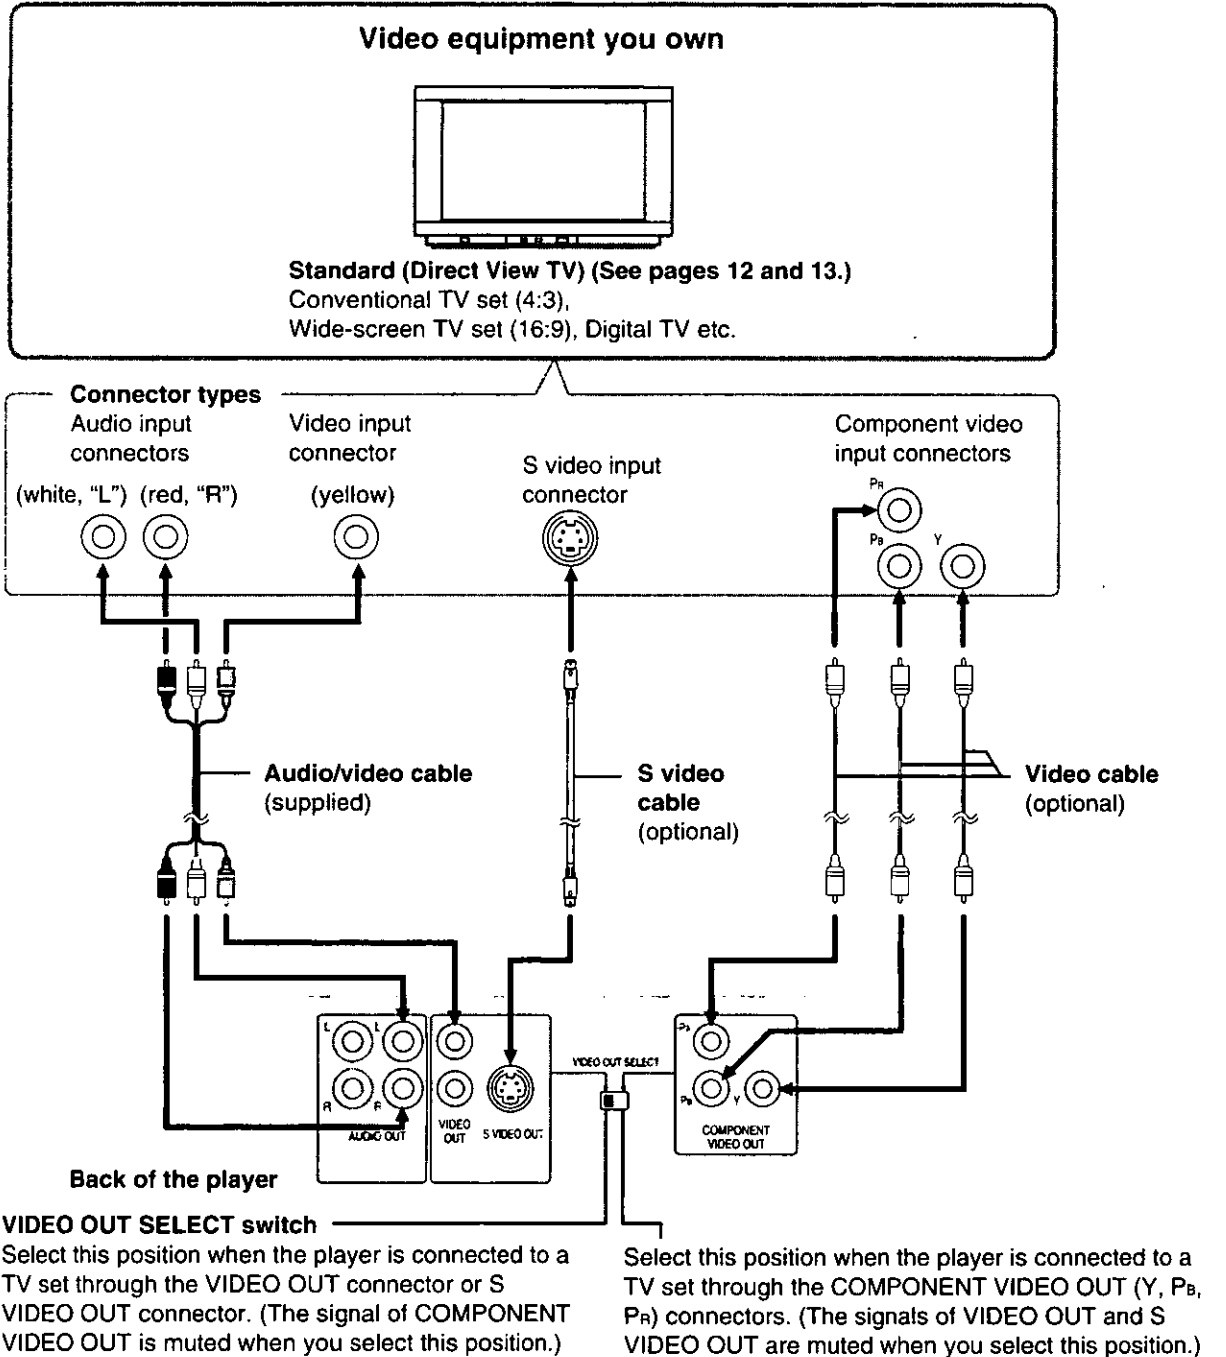 Video equipment you own
Standard (Direct View TV) (See pages 12 and 13.)
Conventional TV set (4:3),
Wide-screen TV set (16:9), Digital TV etc.
Connector types
Audio input
connectors
(white, "L") (red, "R")
Video input
connector
(yellow)
S video input
connector
Component video
input connectors
PR
PB
Y
Audio/video cable
(supplied)
S video
cable
(optional)
Video cable
(optional)
L
L
R
R
AUDIO OUT
VIDEO
OUT
S VIDEO OUT
VIDEO OUT SELECT
PB
Y
COMPONENT
VIDEO OUT
Back of the player
VIDEO OUT SELECT switch
Select this position when the player is connected to a
TV set through the VIDEO OUT connector or S
VIDEO OUT connector. (The signal of COMPONENT
VIDEO OUT is muted when you select this position.)
Select this position when the player is connected to a
TV set through the COMPONENT VIDEO OUT (Y, PB,
PR) connectors. (The signals of VIDEO OUT and S
VIDEO OUT are muted when you select this position.)